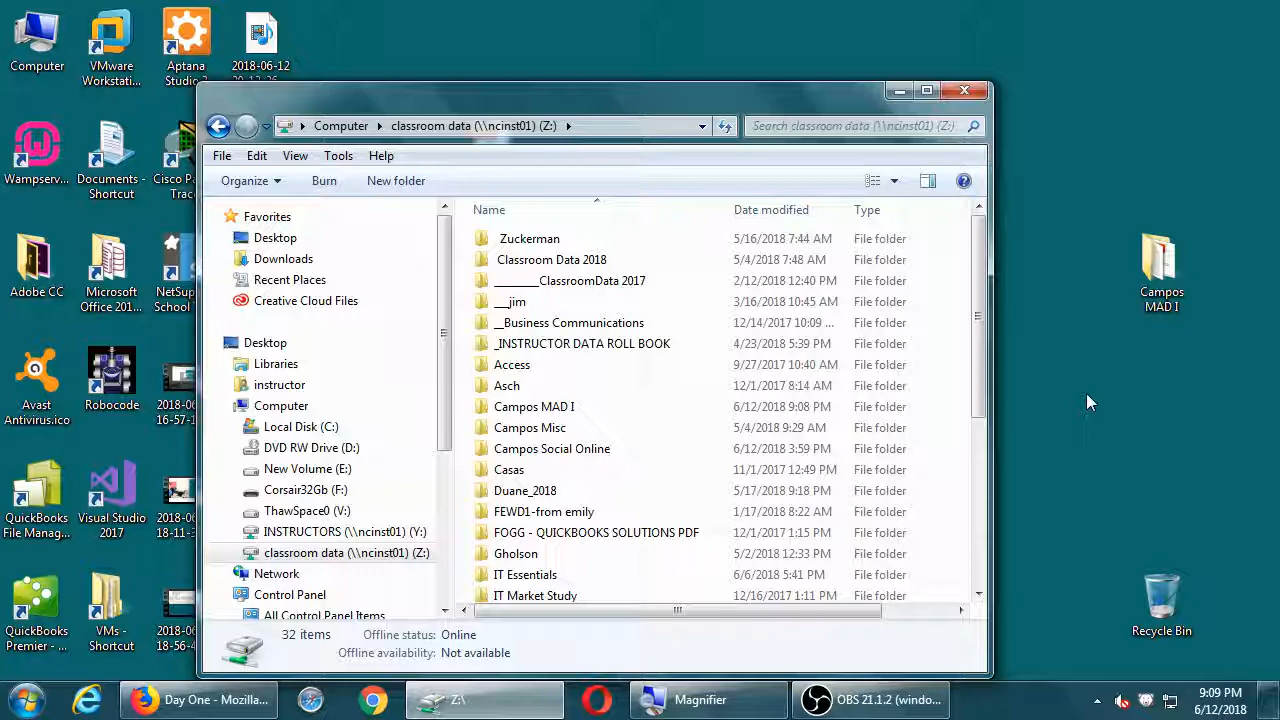 Computer
VMware
Workstati...
Aptana
Studio 3
2018-06-12
Computer
classroom data (\\ncinst01) (Z:)
Search classroom data (\\ncinst01) (Z:)
File Edit View Tools Help
Organize Burn New folder
Favorites
Desktop
Downloads
Recent Places
Creative Cloud Files
Desktop
Libraries
instructor
Computer
Local Disk (C:)
DVD RW Drive (D:)
New Volume (E:)
Corsair32Gb (F:)
ThawSpace0 (V:)
INSTRUCTORS (\\ncinst01) (Y:)
classroom data (\\ncinst01) (Z:)
Network
Control Panel
All Control Panel Items
Name Date modified Type
Zuckerman 5/16/2018 7:44 AM File folder
Classroom Data 2018 5/4/2018 7:48 AM File folder
________ClassroomData 2017 2/12/2018 12:40 PM File folder
___jim 3/16/2018 10:45 AM File folder
__Business Communications 12/14/2017 10:09 ... File folder
_INSTRUCTOR DATA ROLL BOOK 4/23/2018 5:39 PM File folder
Access 9/27/2017 10:40 AM File folder
Asch 12/1/2017 8:14 AM File folder
Campos MAD I 6/12/2018 9:08 PM File folder
Campos Misc 5/4/2018 9:29 AM File folder
Campos Social Online 6/12/2018 3:59 PM File folder
Casas 11/1/2017 12:49 PM File folder
Duane_2018 5/17/2018 9:18 PM File folder
FEWD1-from emily 1/17/2018 8:22 AM File folder
FOGG - QUICKBOOKS SOLUTIONS PDF 12/1/2017 1:15 PM File folder
Gholson 5/2/2018 12:33 PM File folder
IT Essentials 6/6/2018 5:41 PM File folder
IT Market Study 12/16/2017 1:11 PM File folder
32 items Offline status: Online
Offline availability: Not available
Wampserv...
Documents -
Shortcut
Cisco Pa
Trace
Adobe CC
Microsoft
Office 201...
NetSup
School
Avast
Antivirus.ico
Robocode
2018-06
16-57-1
QuickBooks
File Manag...
Visual Studio
2017
2018-06
18-11-3
QuickBooks
Premier - ...
VMs -
Shortcut
2018-06
18-56-4
Campos
MAD I
Recycle Bin
Day One - Mozilla...
Z:\
Magnifier
OBS 21.1.2 (windo...
9:09 PM
6/12/2018